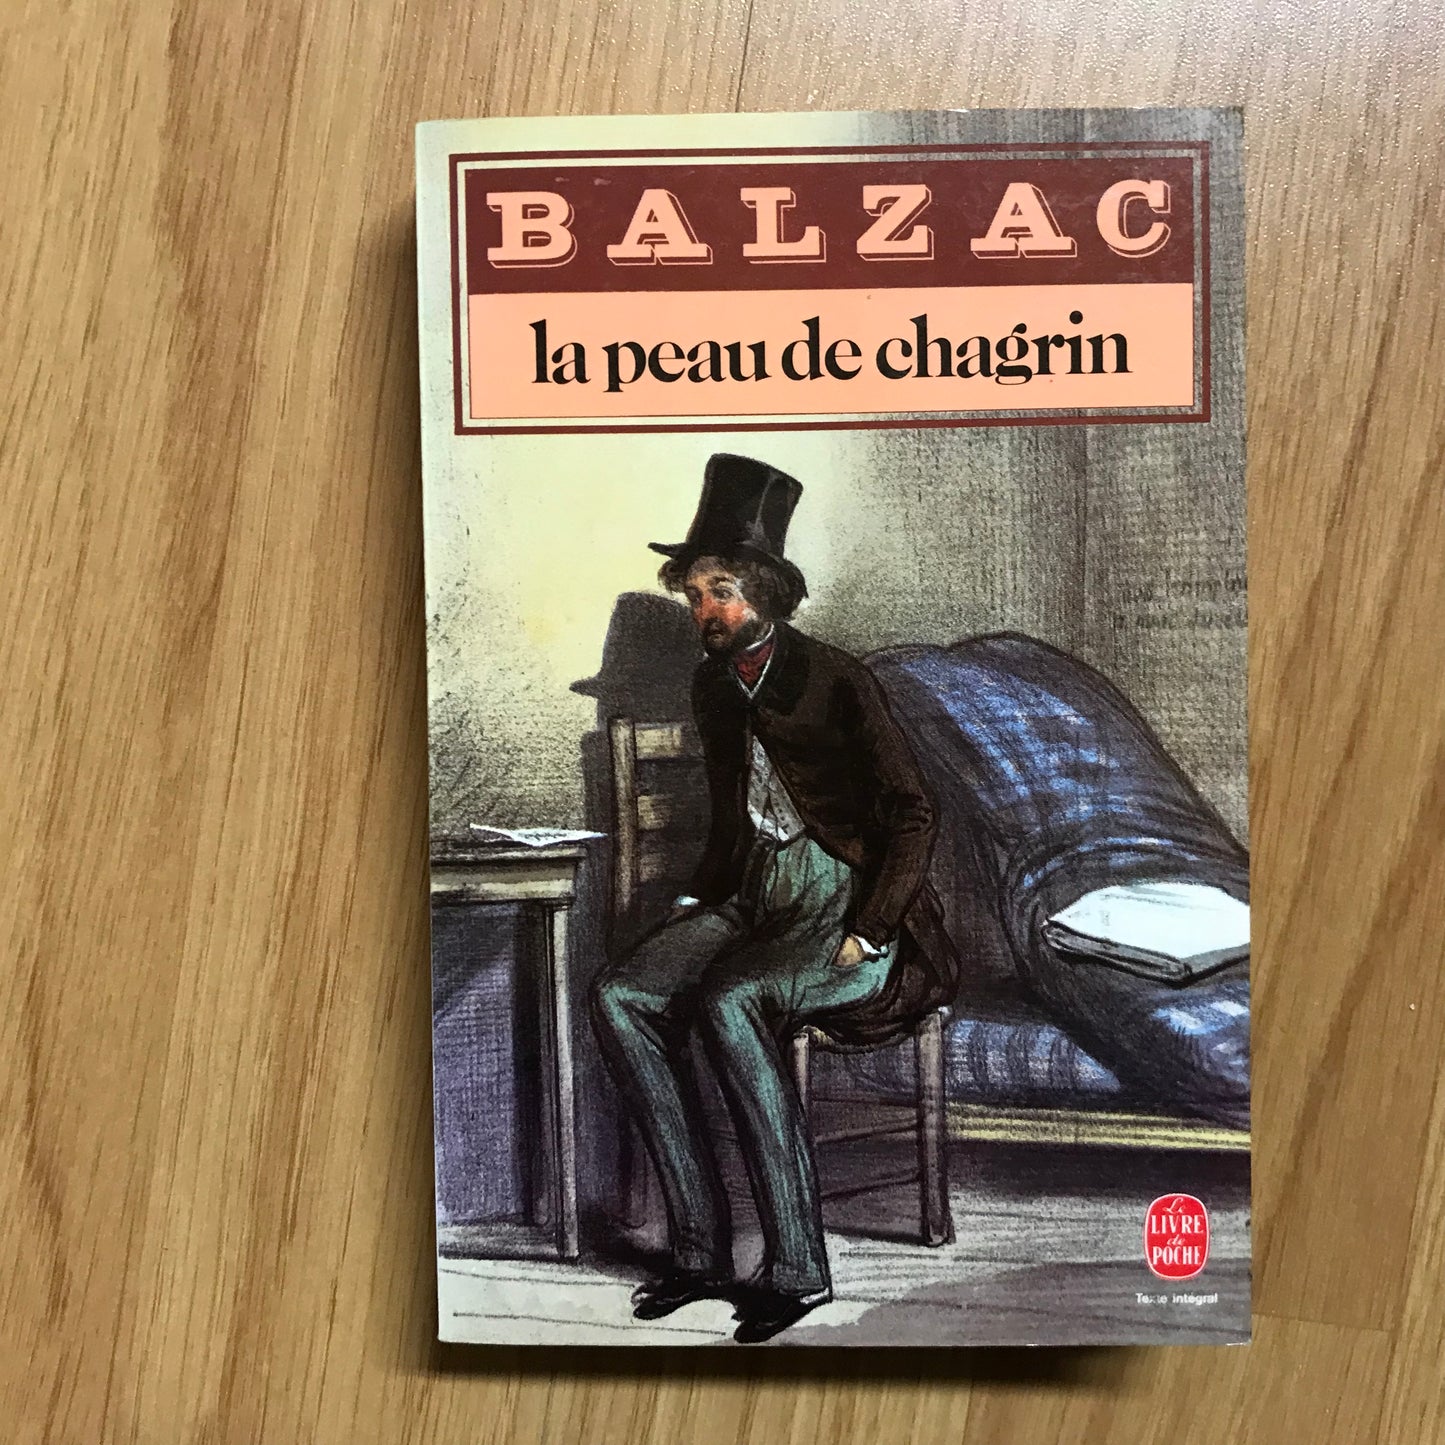 BALZAC
la peau de chagrin
Le
LIVRE
de
POCHE
Texte intégral